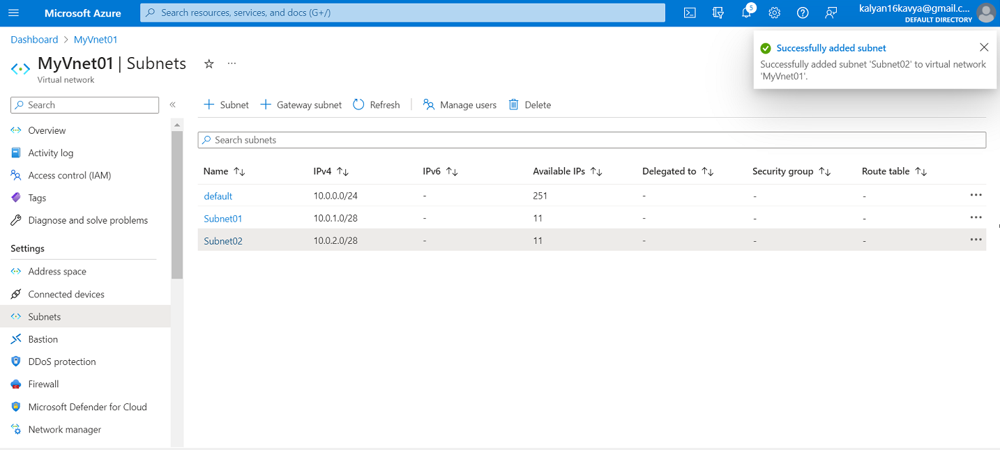 Microsoft Azure
Search resources, services, and docs (G+/)
5
kalyan16kavya@gmail.c...
DEFAULT DIRECTORY
Dashboard > MyVnet01
MyVnet01 | Subnets
...
Virtual network
Successfully added subnet
Successfully added subnet 'Subnet02' to virtual network
'MyVnet01'.
Search
«
Overview
Activity log
Access control (IAM)
Tags
Diagnose and solve problems
Settings
Address space
Connected devices
Subnets
Bastion
DDoS protection
Firewall
Microsoft Defender for Cloud
Network manager
+ Subnet + Gateway subnet Refresh | Manage users Delete
Search subnets
Name ↑↓ IPv4 ↑↓ IPv6 ↑↓ Available IPs ↑↓ Delegated to ↑↓ Security group ↑↓ Route table ↑↓
default 10.0.0.0/24 - 251 - - - ...
Subnet01 10.0.1.0/28 - 11 - - - ...
Subnet02 10.0.2.0/28 - 11 - - - ...